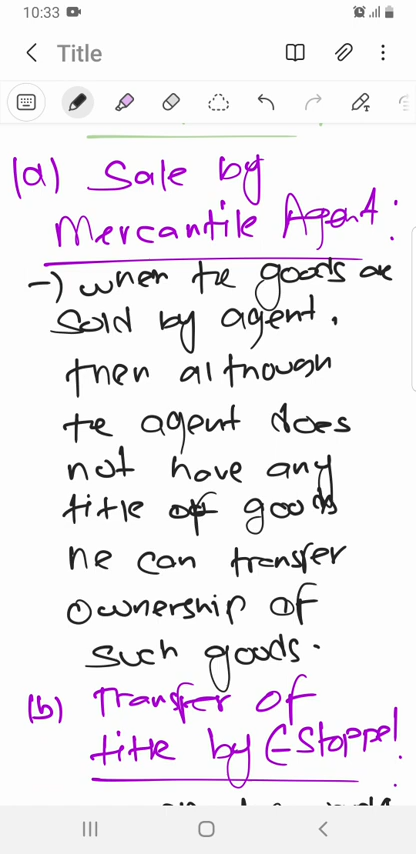 10:33
Title
(a) Sale by
Mercantile Agent:
-) when the goods are
sold by agent,
then although
the agent does
not have any
title of goods
he can transfer
ownership of
such goods.
(b) Transfer of
title by EStoppel.